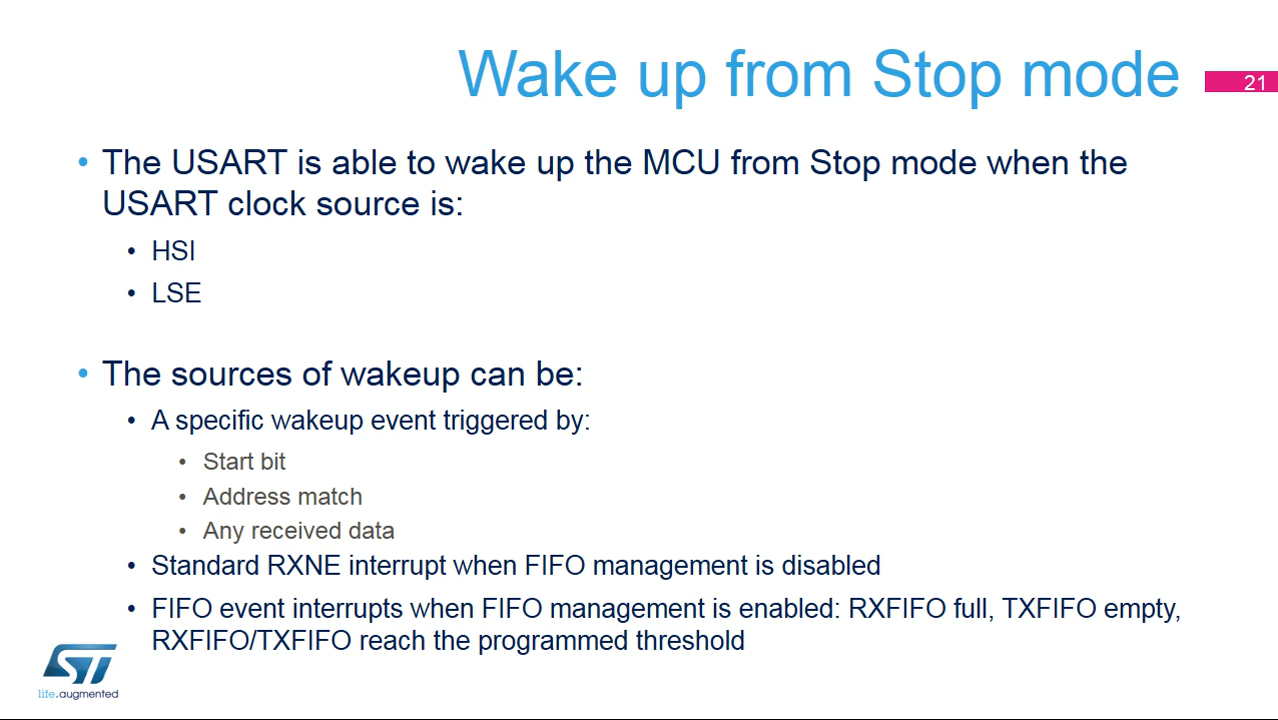 Wake up from Stop mode
21
• The USART is able to wake up the MCU from Stop mode when the
USART clock source is:
• HSI
• LSE
• The sources of wakeup can be:
• A specific wakeup event triggered by:
• Start bit
• Address match
• Any received data
• Standard RXNE interrupt when FIFO management is disabled
• FIFO event interrupts when FIFO management is enabled: RXFIFO full, TXFIFO empty,
RXFIFO/TXFIFO reach the programmed threshold
ST
life.augmented